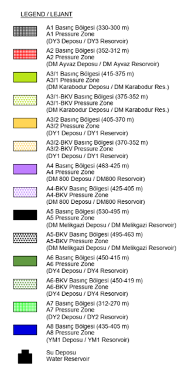 LEGEND / LEJANT
A1 Basınç Bölgesi (330-300 m)
A1 Pressure Zone
(DY3 Deposu / DY3 Reservoir)
A2 Basınç Bölgesi (352-312 m)
A2 Pressure Zone
(DM Ayvaz Deposu / DM Ayvaz Reservoir)
A3/1 Basınç Bölgesi (415-375 m)
A3/1 Pressure Zone
(DM Karabodur Deposu / DM Karabodur Res.)
A3/1-BKV Basınç Bölgesi (375-352 m)
A3/1-BKV Pressure Zone
(DM Karabodur Deposu / DM Karabodur Res.)
A3/2 Basınç Bölgesi (405-370 m)
A3/2 Pressure Zone
(DY1 Deposu / DY1 Reservoir)
A3/2-BKV Basınç Bölgesi (370-352 m)
A3/2-BKV Pressure Zone
(DY1 Deposu / DY1 Reservoir)
A4 Basınç Bölgesi (463-425 m)
A4 Pressure Zone
(DM 800 Deposu / DM800 Reservoir)
A4-BKV Basınç Bölgesi (425-405 m)
A4-BKV Pressure Zone
(DM 800 Deposu / DM800 Reservoir)
A5 Basınç Bölgesi (530-495 m)
A5 Pressure Zone
(DM Melikgazi Deposu / DM Melikgazi Reservoir)
A5-BKV Basınç Bölgesi (495-463 m)
A5-BKV Pressure Zone
(DM Melikgazi Deposu / DM Melikgazi Reservoir)
A6 Basınç Bölgesi (450-415 m)
A6 Pressure Zone
(DY4 Deposu / DY4 Reservoir)
A6-BKV Basınç Bölgesi (450-419 m)
A6-BKV Pressure Zone
(DY4 Deposu / DY4 Reservoir)
A7 Basınç Bölgesi (312-270 m)
A7 Pressure Zone
(DY2 Deposu / DY2 Reservoir)
A8 Basınç Bölgesi (435-405 m)
A8 Pressure Zone
(YM1 Deposu / YM1 Reservoir)
Su Deposu
Water Reservoir